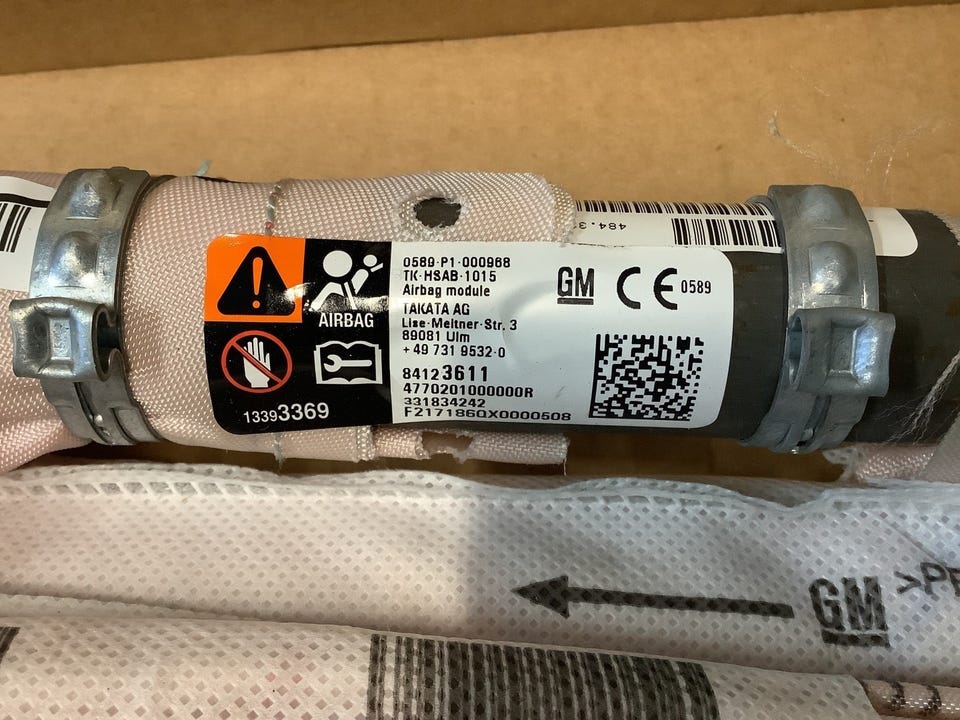 0589-P1-000968
TK-HSAB-1015
Airbag module
TAKATA AG
Lise-Meitner-Str. 3
89081 Ulm
+ 49 731 9532-0
84123611
4770201000000R
331834242
F217186QX0000608
AIRBAG
13393369
GM
CE 0589
484.3
GM >P